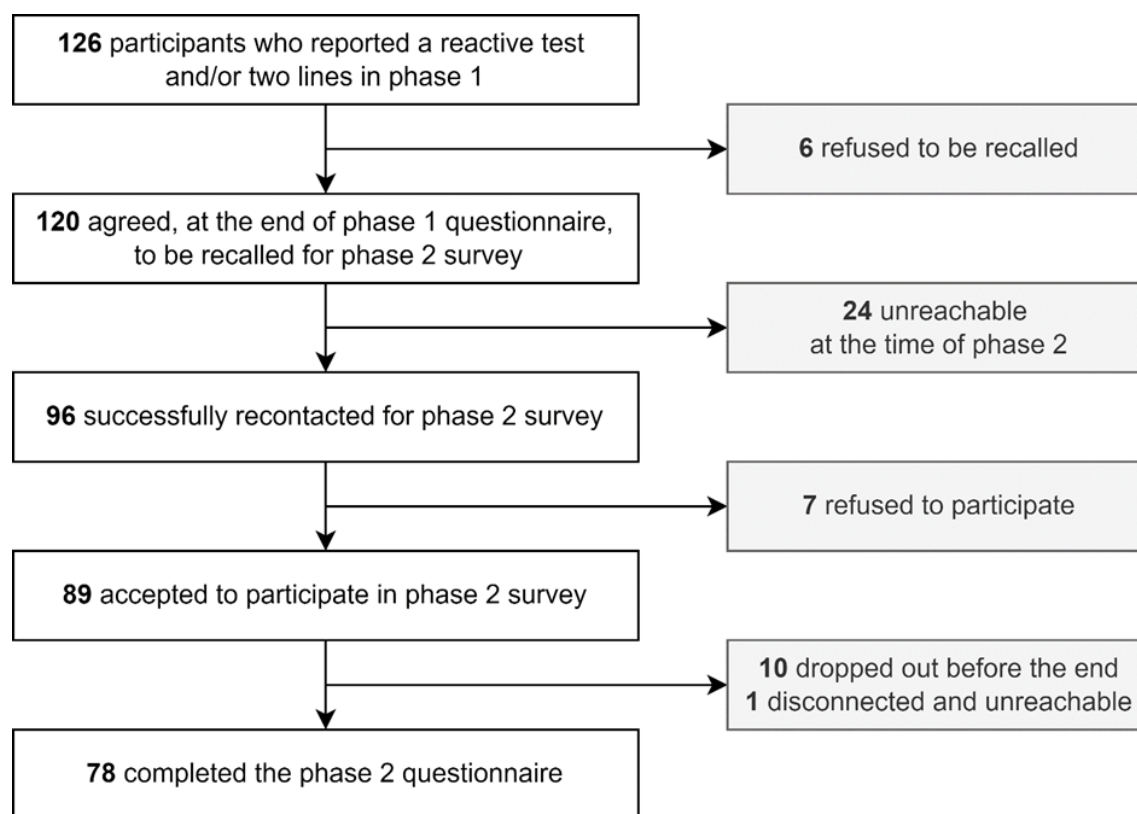 126 participants who reported a reactive test
and/or two lines in phase 1
6 refused to be recalled
120 agreed, at the end of phase 1 questionnaire,
to be recalled for phase 2 survey
24 unreachable
at the time of phase 2
96 successfully recontacted for phase 2 survey
7 refused to participate
89 accepted to participate in phase 2 survey
10 dropped out before the end
1 disconnected and unreachable
78 completed the phase 2 questionnaire